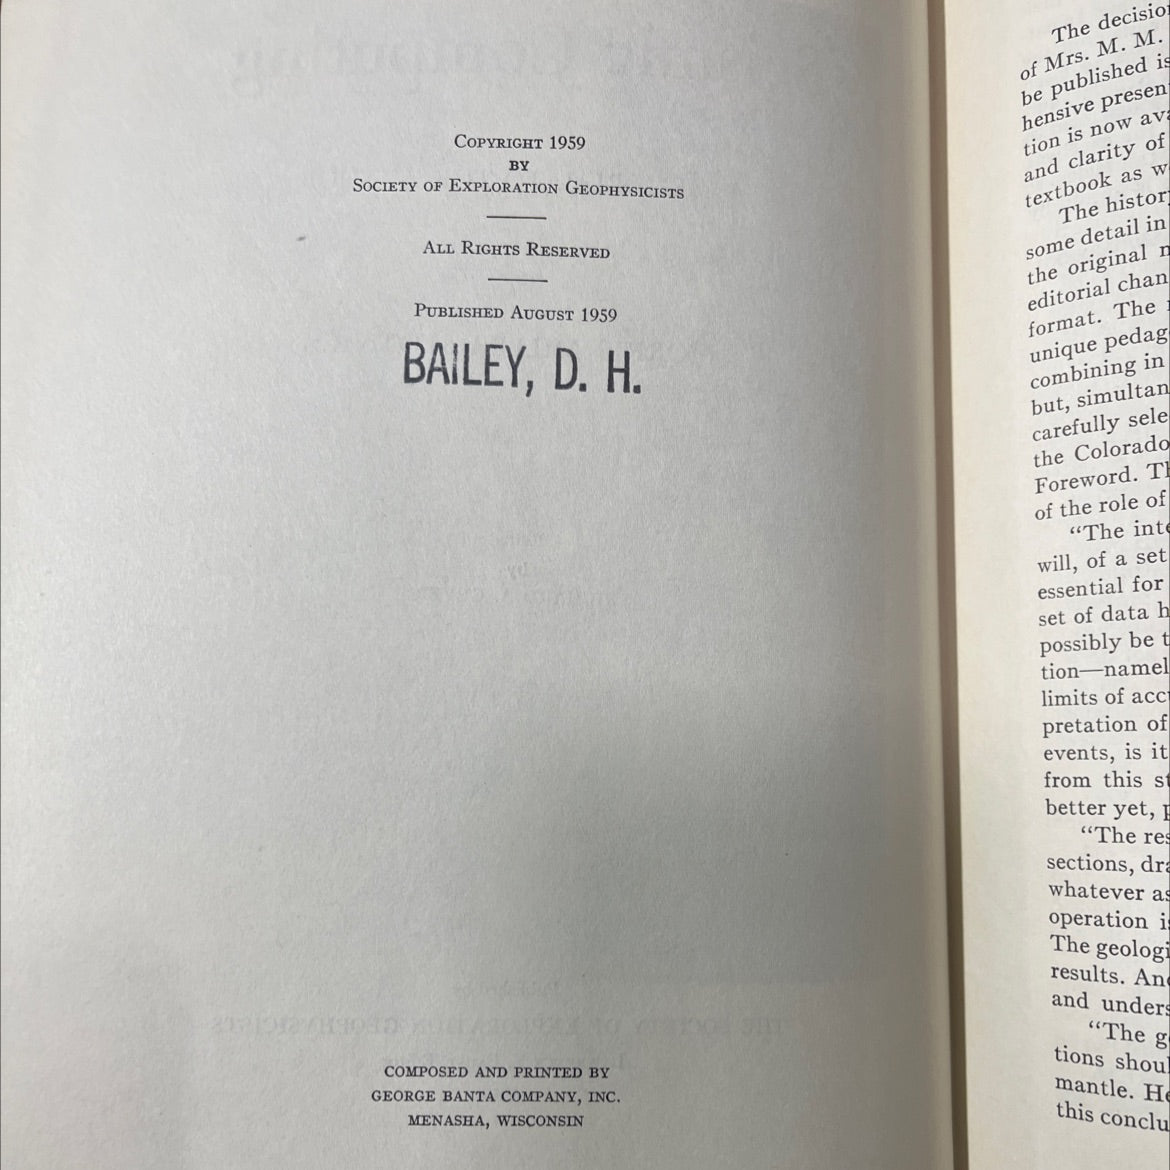 COPYRIGHT 1959
BY
SOCIETY OF EXPLORATION GEOPHYSICISTS
ALL RIGHTS RESERVED
PUBLISHED AUGUST 1959
BAILEY, D. H.
COMPOSED AND PRINTED BY
GEORGE BANTA COMPANY, INC.
MENASHA, WISCONSIN
The decisio
of Mrs. M. M.
be published is
hensive presen
tion is now ava
and clarity of
textbook as w
The history
some detail in
the original
editorial chan
format. The
unique pedag
combining in
but, simultan
carefully sele
the Colorado
Foreword. Th
of the role of
“The inte
will, of a set
essential for
set of data h
possibly be t
tion—namel
limits of acc
pretation of
events, is it
from this st
better yet, p
“The res
sections, dra
whatever as
operation is
The geologi
results. And
and unders
“The g
tions shoul
mantle. He
this conclu